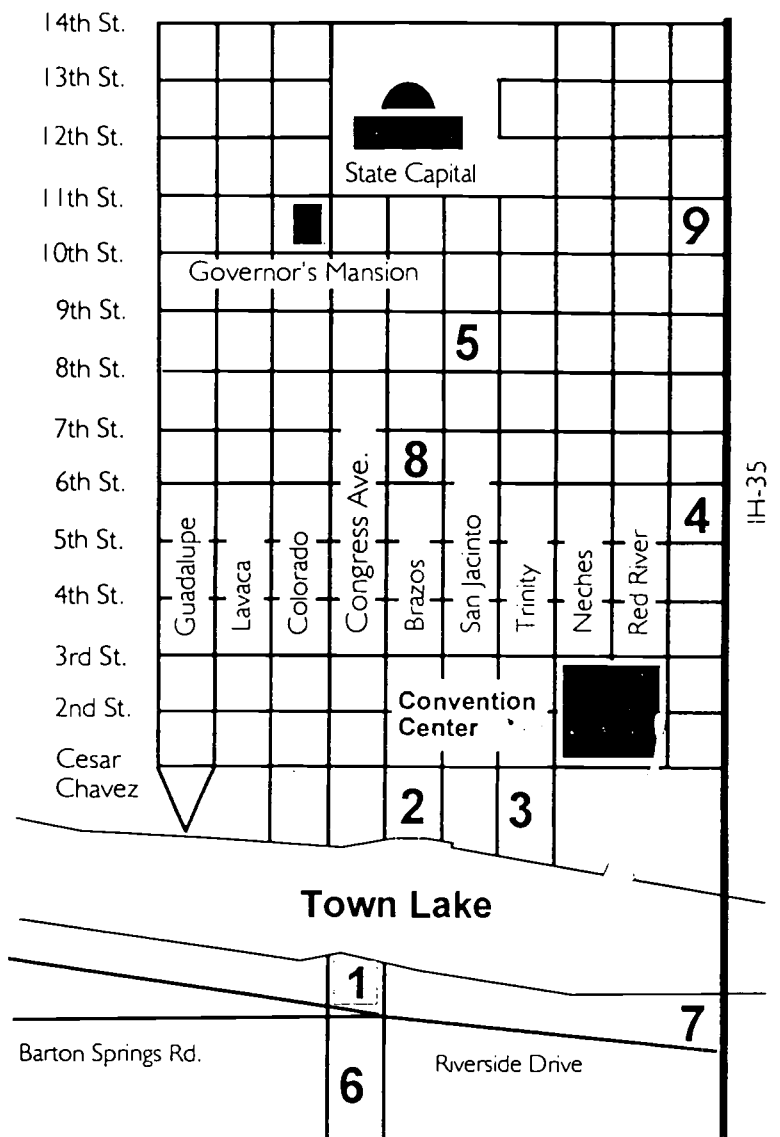 14th St.
13th St.
12th St.
State Capital
11th St.
9
10th St.
Governor's Mansion
9th St.
5
8th St.
7th St.
8
6th St.
4
IH-35
5th St.
Guadalupe
Lavaca
Colorado
Congress Ave.
Brazos
San Jacinto
Trinity
Neches
Red River
4th St.
3rd St.
Convention
Center
2nd St.
Cesar
Chavez
2
3
Town Lake
1
7
Barton Springs Rd.
Riverside Drive
6